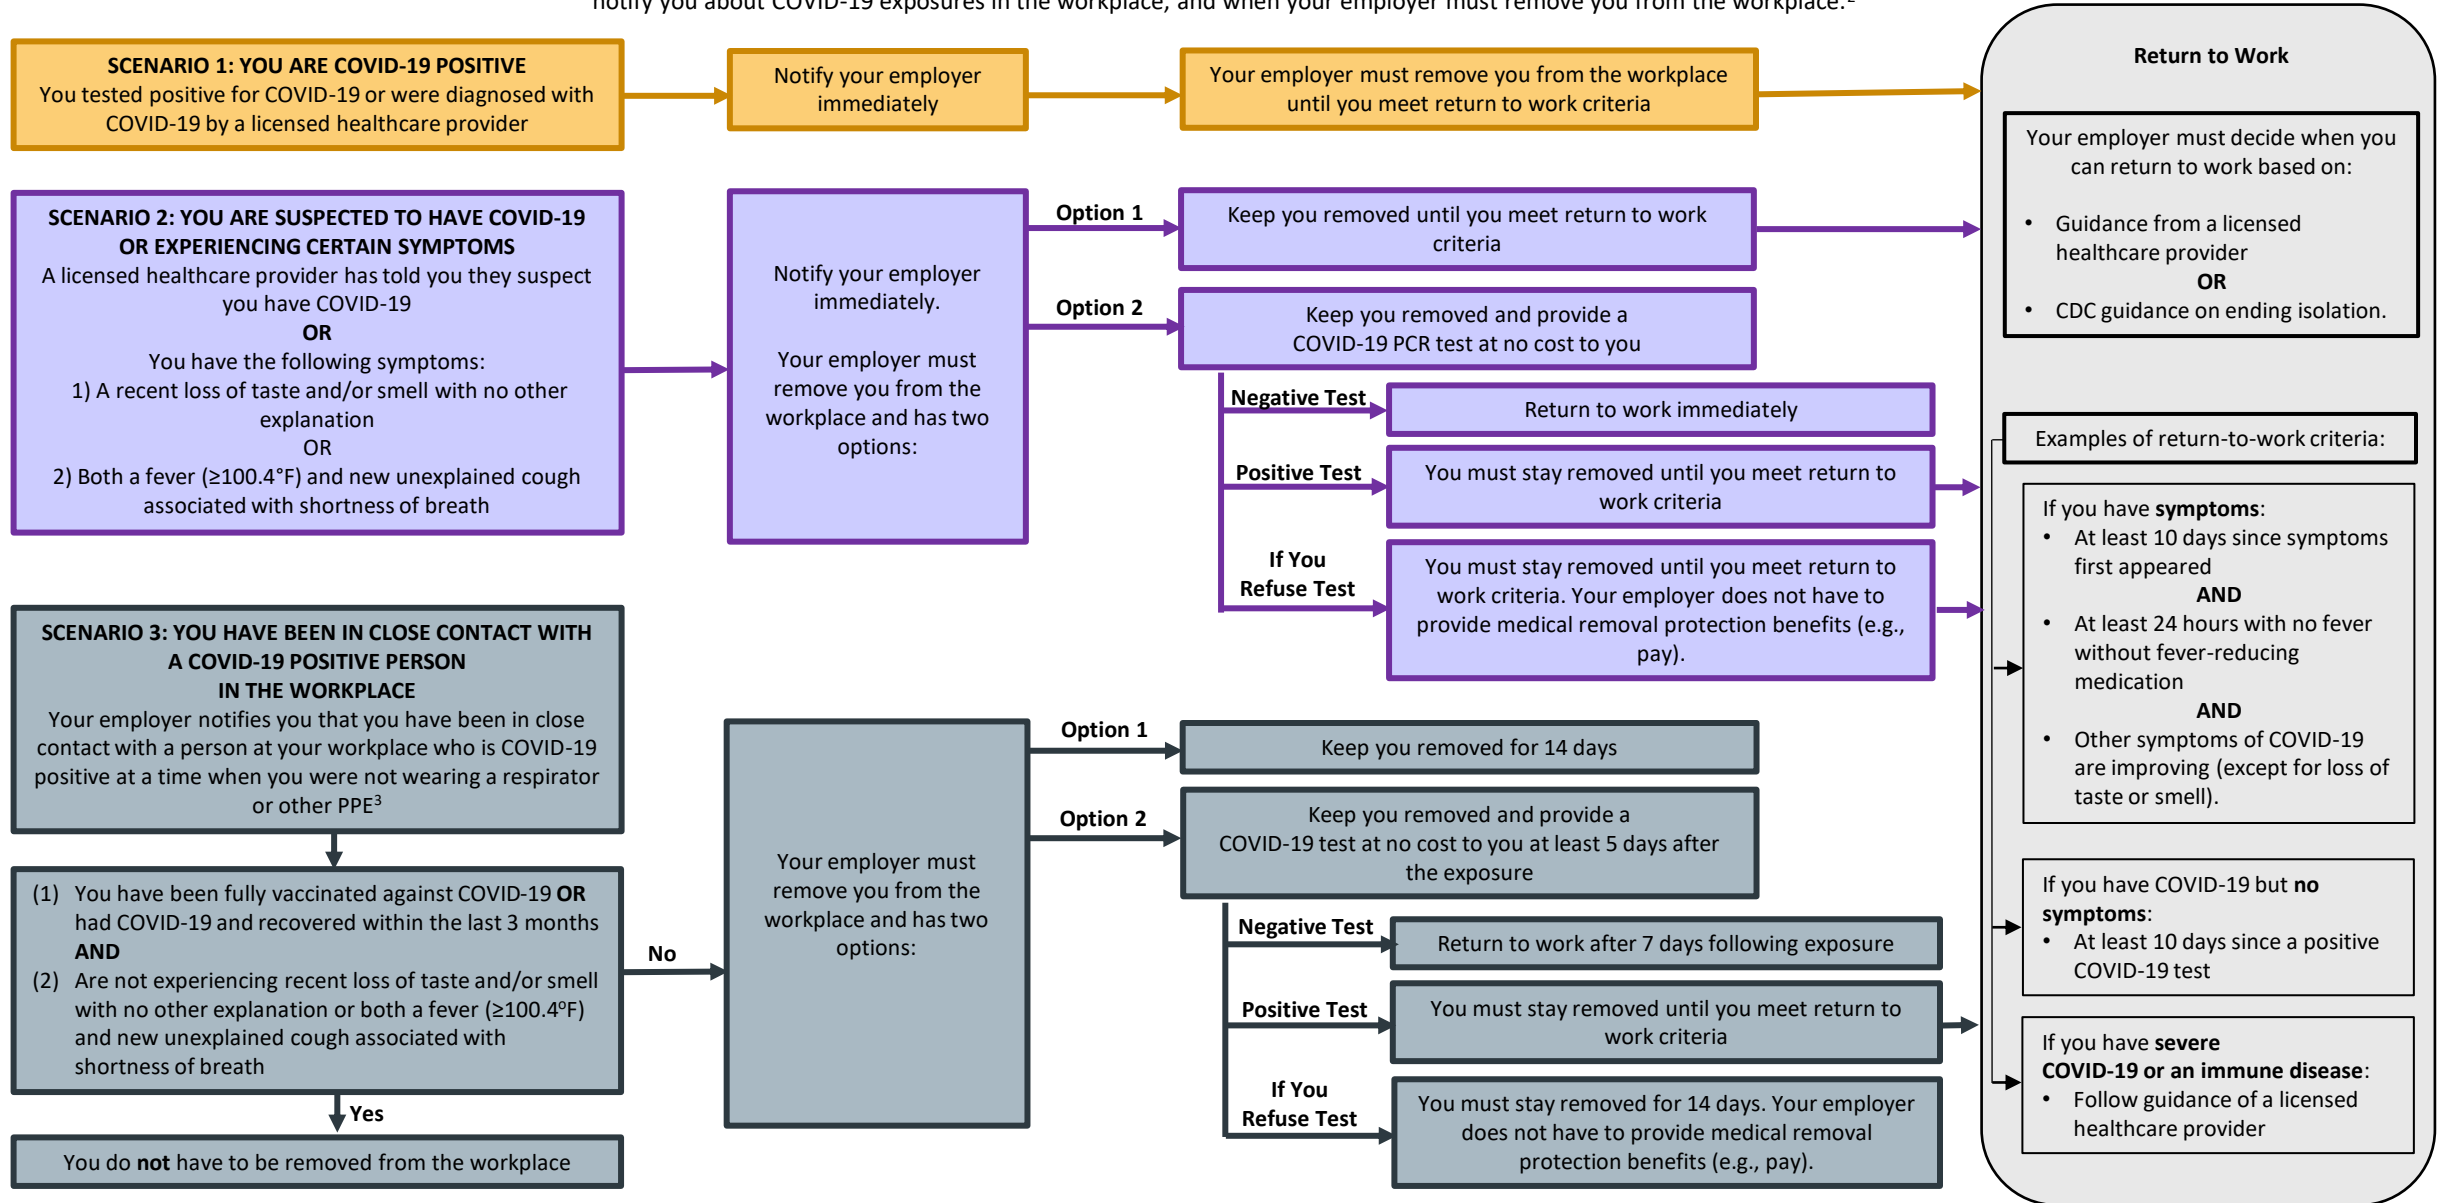 notify you about COVID-19 exposures in the workplace, and when your employer must remove you from the workplace.2
SCENARIO 1: YOU ARE COVID-19 POSITIVE
You tested positive for COVID-19 or were diagnosed with
COVID-19 by a licensed healthcare provider
Notify your employer
immediately
Your employer must remove you from the workplace
until you meet return to work criteria
SCENARIO 2: YOU ARE SUSPECTED TO HAVE COVID-19
OR EXPERIENCING CERTAIN SYMPTOMS
A licensed healthcare provider has told you they suspect
you have COVID-19
OR
You have the following symptoms:
1) A recent loss of taste and/or smell with no other
explanation
OR
2) Both a fever (≥100.4°F) and new unexplained cough
associated with shortness of breath
Notify your employer
immediately.
Your employer must
remove you from the
workplace and has two
options:
Option 1
Keep you removed until you meet return to work
criteria
Option 2
Keep you removed and provide a
COVID-19 PCR test at no cost to you
Negative Test
Return to work immediately
Positive Test
You must stay removed until you meet return to
work criteria
If You
Refuse Test
You must stay removed until you meet return to
work criteria. Your employer does not have to
provide medical removal protection benefits (e.g.,
pay).
SCENARIO 3: YOU HAVE BEEN IN CLOSE CONTACT WITH
A COVID-19 POSITIVE PERSON
IN THE WORKPLACE
Your employer notifies you that you have been in close
contact with a person at your workplace who is COVID-19
positive at a time when you were not wearing a respirator
or other PPE3
(1) You have been fully vaccinated against COVID-19 OR
had COVID-19 and recovered within the last 3 months
AND
(2) Are not experiencing recent loss of taste and/or smell
with no other explanation or both a fever (≥100.4ºF)
and new unexplained cough associated with
shortness of breath
Yes
You do not have to be removed from the workplace
No
Your employer must
remove you from the
workplace and has two
options:
Option 1
Keep you removed for 14 days
Option 2
Keep you removed and provide a
COVID-19 test at no cost to you at least 5 days after
the exposure
Negative Test
Return to work after 7 days following exposure
Positive Test
You must stay removed until you meet return to
work criteria
If You
Refuse Test
You must stay removed for 14 days. Your employer
does not have to provide medical removal
protection benefits (e.g., pay).
Return to Work
Your employer must decide when you
can return to work based on:
• Guidance from a licensed
healthcare provider
OR
• CDC guidance on ending isolation.
Examples of return-to-work criteria:
If you have symptoms:
• At least 10 days since symptoms
first appeared
AND
• At least 24 hours with no fever
without fever-reducing
medication
AND
• Other symptoms of COVID-19
are improving (except for loss of
taste or smell).
If you have COVID-19 but no
symptoms:
• At least 10 days since a positive
COVID-19 test
If you have severe
COVID-19 or an immune disease:
• Follow guidance of a licensed
healthcare provider